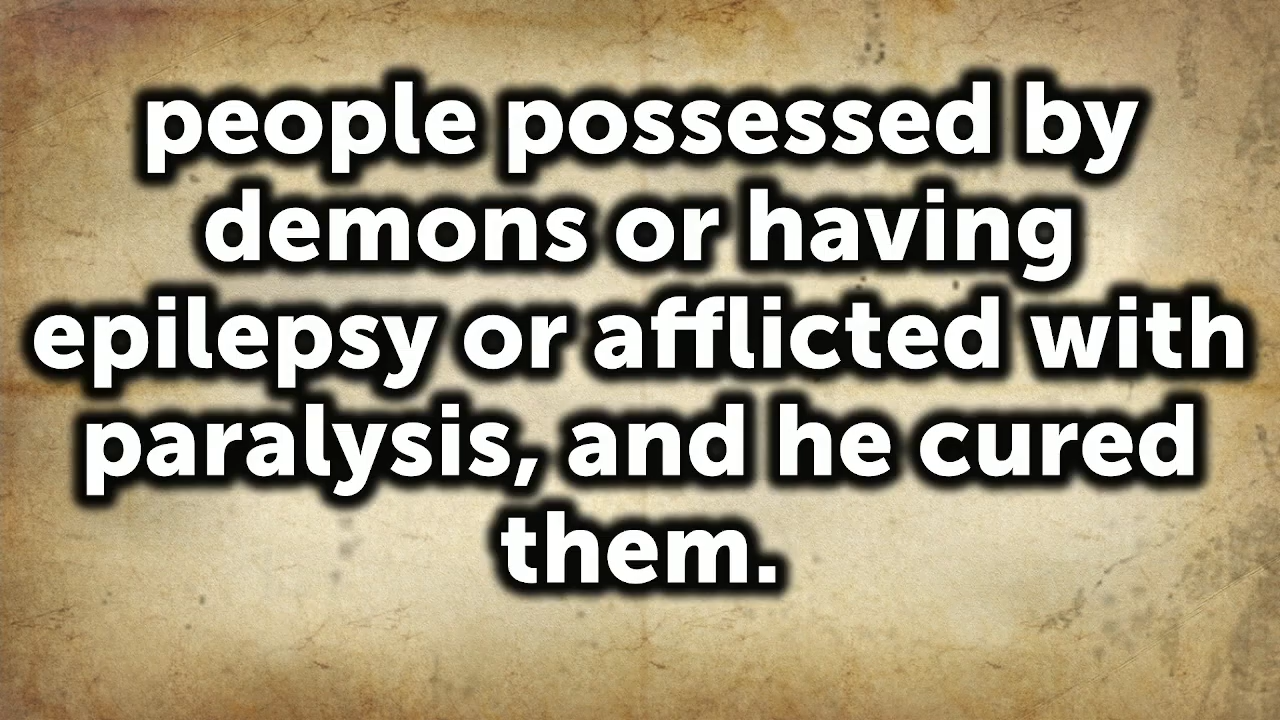 people possessed by
demons or having
epilepsy or afflicted with
paralysis, and he cured
them.